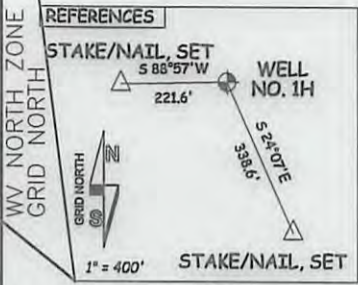 REFERENCES
WV NORTH ZONE
GRID NORTH
STAKE/NAIL, SET
S 88°57'W
221.6'
WELL
NO. 1H
S 24°07'E
338.6'
GRID NORTH
N
S
1" = 400'
STAKE/NAIL, SET